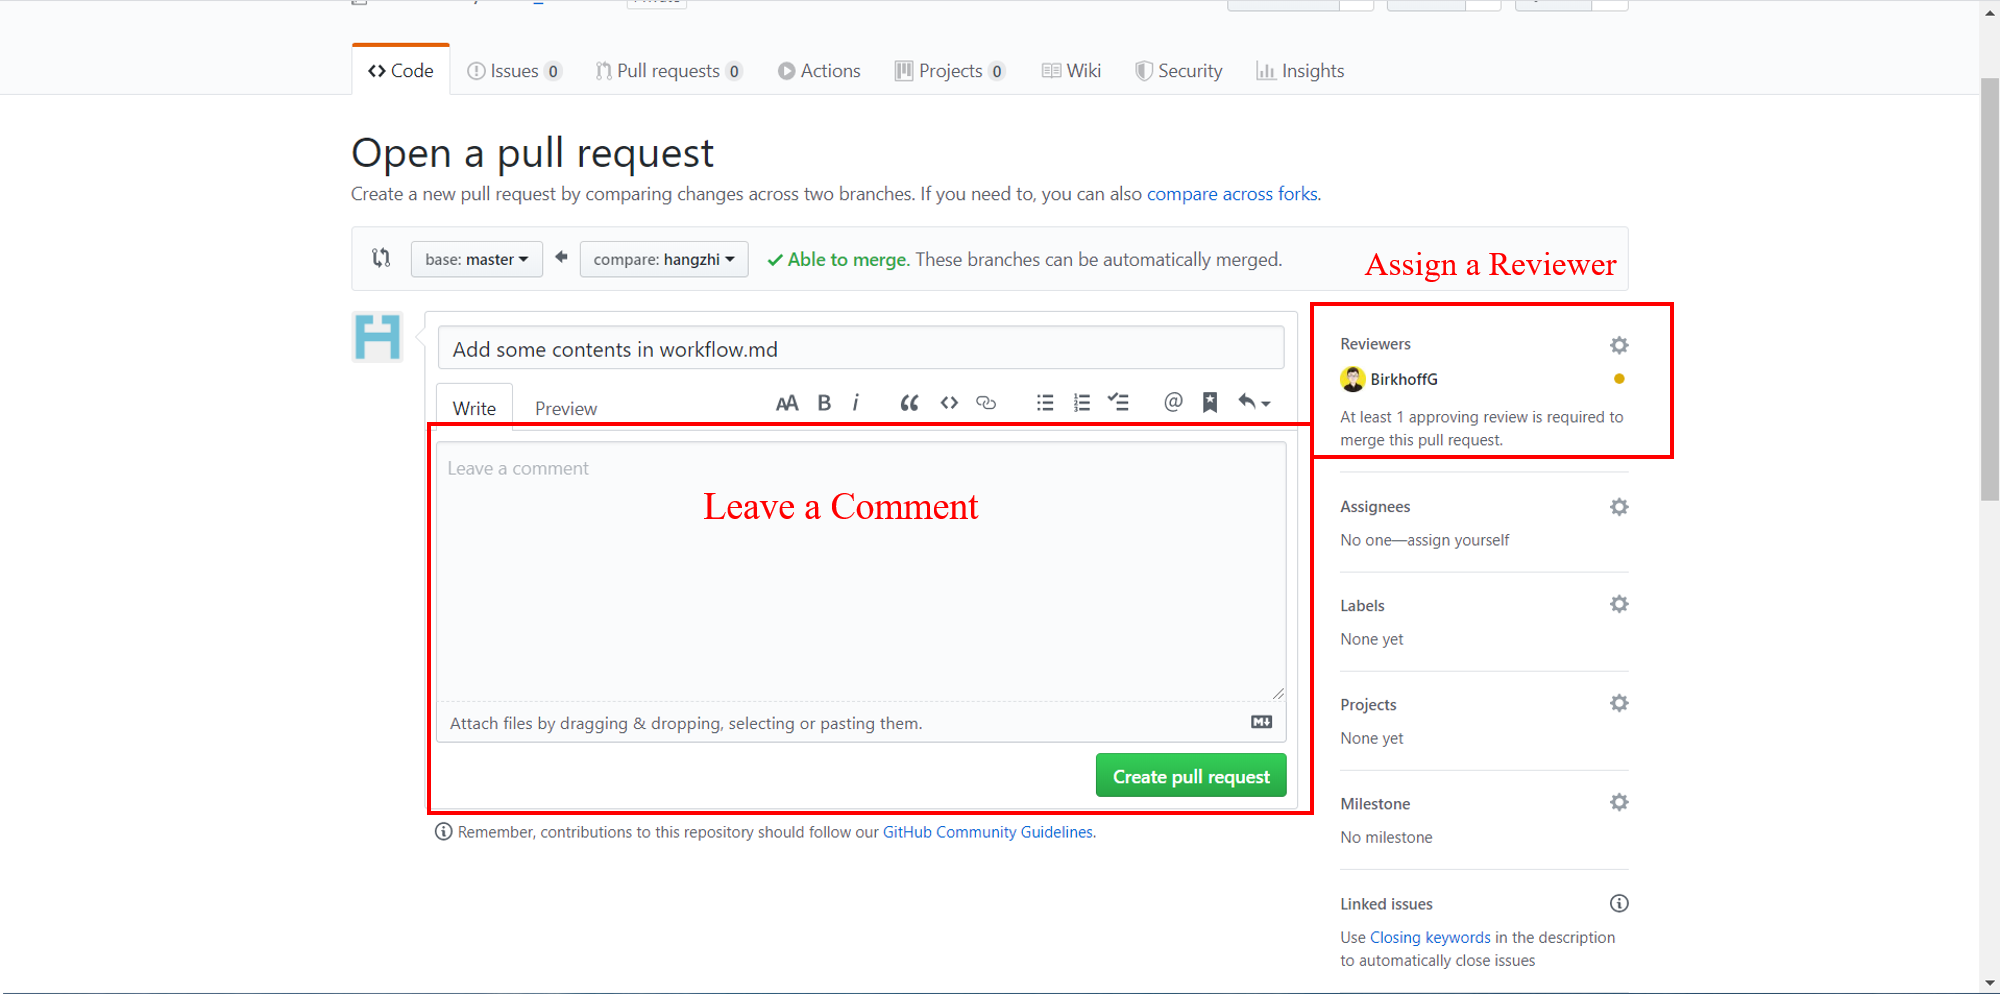 Code Issues 0 Pull requests 0 Actions Projects 0 Wiki Security Insights
Open a pull request
Create a new pull request by comparing changes across two branches. If you need to, you can also compare across forks.
base: master compare: hangzhi Able to merge. These branches can be automatically merged.
Assign a Reviewer
Add some contents in workflow.md
Write Preview
Leave a comment
Leave a Comment
Attach files by dragging & dropping, selecting or pasting them.
Create pull request
Remember, contributions to this repository should follow our GitHub Community Guidelines.
Reviewers
BirkhoffG
At least 1 approving review is required to
merge this pull request.
Assignees
No one—assign yourself
Labels
None yet
Projects
None yet
Milestone
No milestone
Linked issues
Use Closing keywords in the description
to automatically close issues